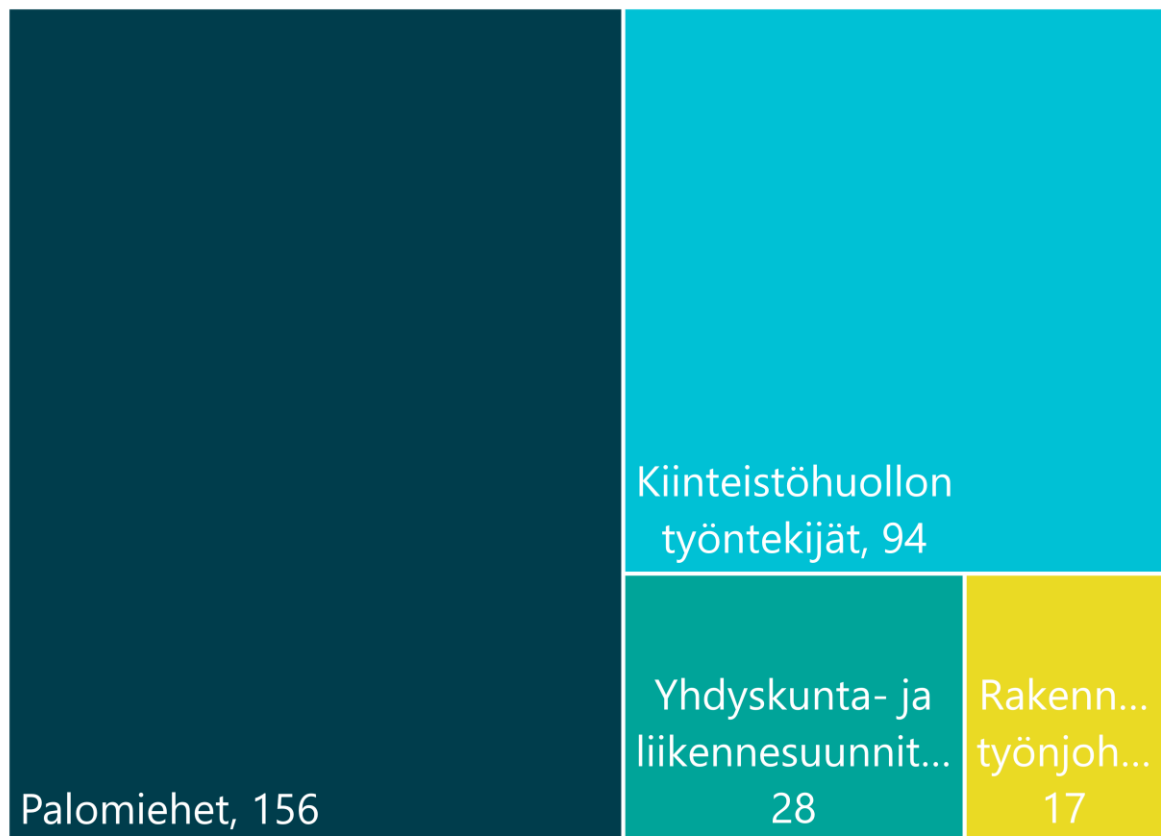 Palomiehet, 156
Kiinteistöhuollon
työntekijät, 94
Yhdyskunta- ja
liikennesuunnit...
28
Rakenn...
työnjoh...
17